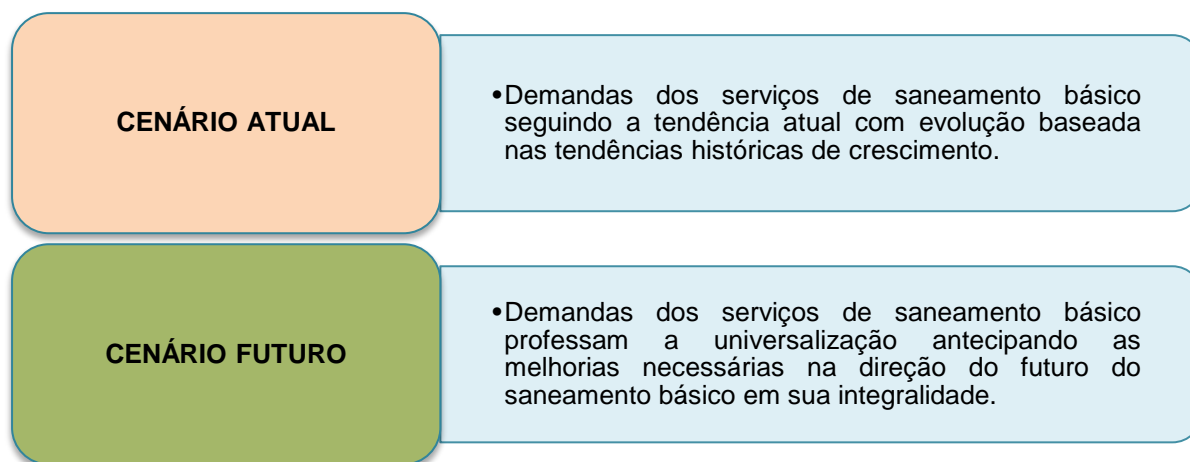 CENÁRIO ATUAL
•Demandas dos serviços de saneamento básico
seguindo a tendência atual com evolução baseada
nas tendências históricas de crescimento.
CENÁRIO FUTURO
•Demandas dos serviços de saneamento básico
professam a universalização antecipando as
melhorias necessárias na direção do futuro do
saneamento básico em sua integralidade.